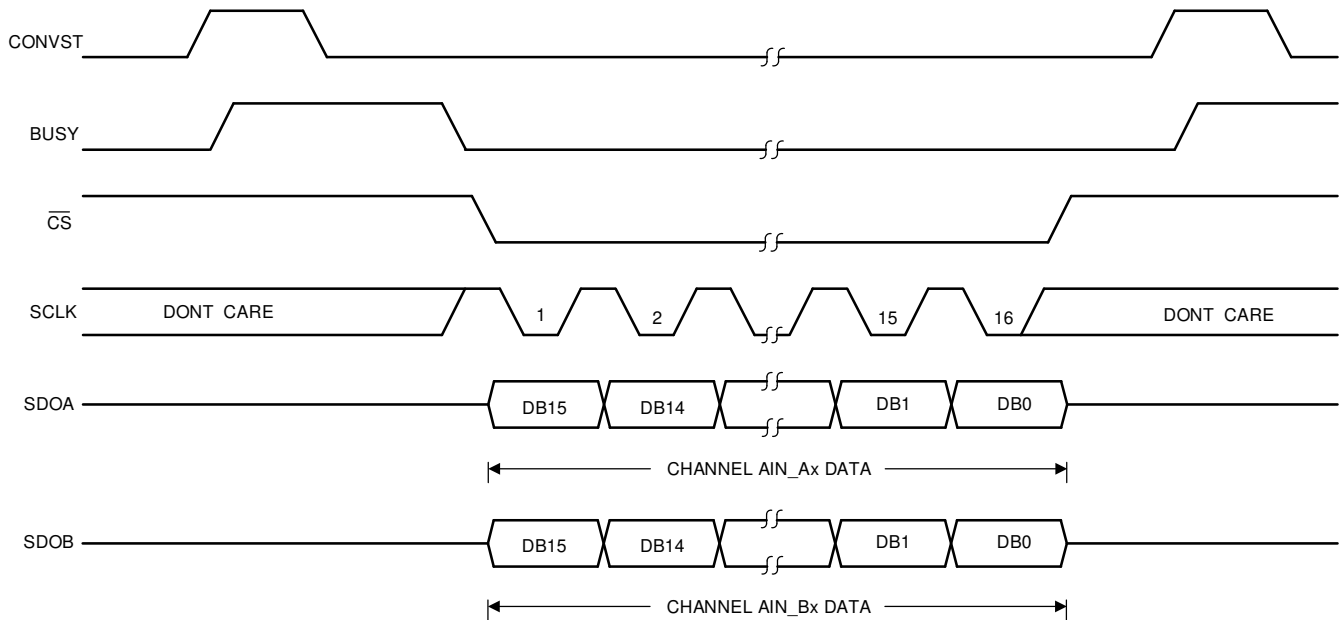 CONVST
BUSY
CS
SCLK DONT CARE 1 2 15 16 DONT CARE
SDOA DB15 DB14 DB1 DB0
CHANNEL AIN_Ax DATA
SDOB DB15 DB14 DB1 DB0
CHANNEL AIN_Bx DATA